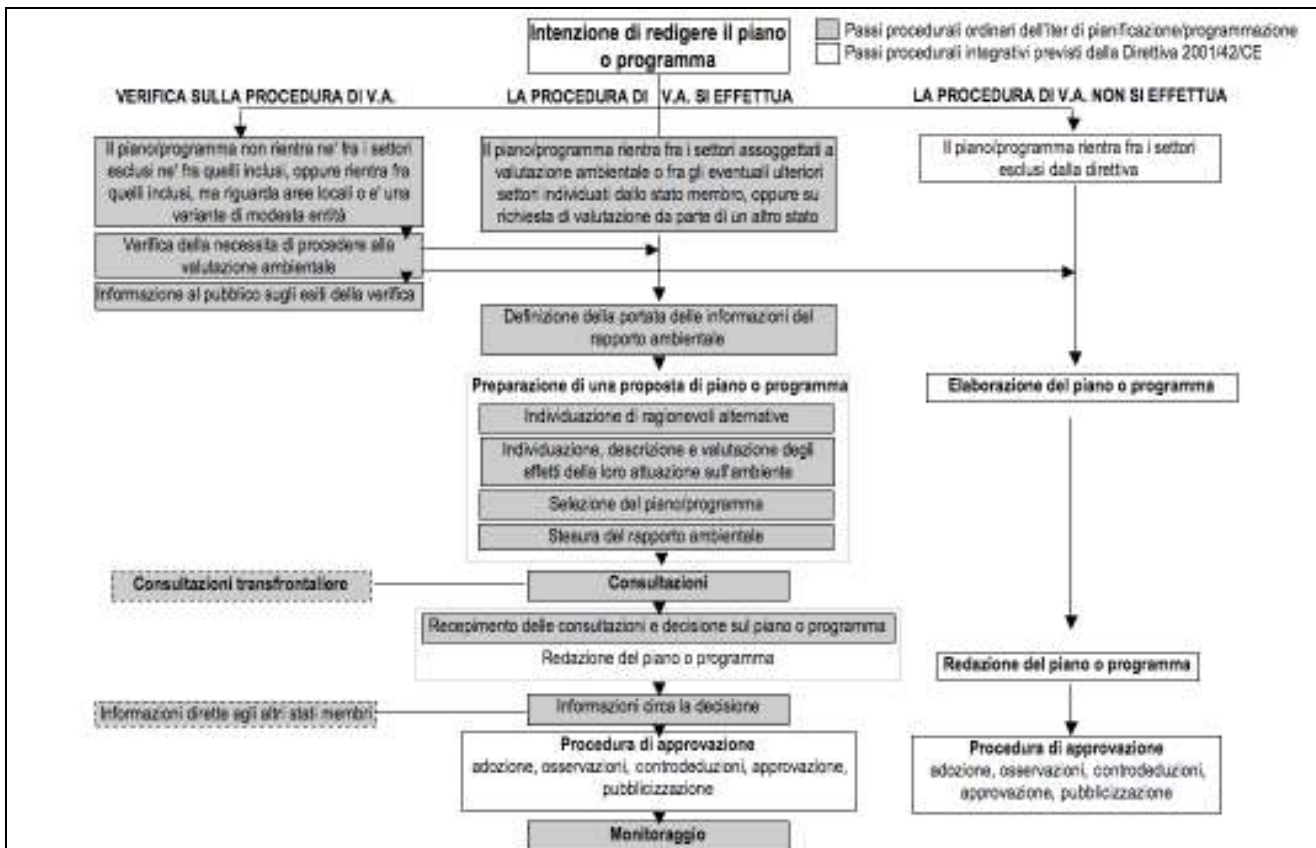 Intenzione di redigere il piano
o programma
Passi procedurali ordinari dell'iter di pianificazione/programmazione
Passi procedurali integrativi previsti dalla Direttiva 2001/42/CE
VERIFICA SULLA PROCEDURA DI V.A.
LA PROCEDURA DI V.A. SI EFFETTUA
LA PROCEDURA DI V.A. NON SI EFFETTUA
Il piano/programma non rientra ne' fra i settori
esclusi ne' fra quelli inclusi, oppure rientra fra
quelli inclusi, ma riguarda aree locali o e' una
variante di modesta entità
Il piano/programma rientra fra i settori assoggettati a
valutazione ambientale o fra gli eventuali ulteriori
settori individuati dallo stato membro, oppure su
richiesta di valutazione da parte di un altro stato
Il piano/programma rientra fra i settori
esclusi dalla direttiva
Verifica della necessita di procedere alla
valutazione ambientale
Informazione al pubblico sugli esiti della verifica
Definizione della portata delle informazioni del
rapporto ambientale
Preparazione di una proposta di piano o programma
Individuazione di ragionevoli alternative
Individuazione, descrizione e valutazione degli
effetti della loro attuazione sull'ambiente
Selezione del piano/programma
Stesura del rapporto ambientale
Elaborazione del piano o programma
Consultazioni transfrontaliere
Consultazioni
Recepimento delle consultazioni e decisione sul piano o programma
Redazione del piano o programma
Redazione del piano o programma
Informazioni dirette agli altri stati membri
Informazioni circa la decisione
Procedura di approvazione
adozione, osservazioni, controdeduzioni, approvazione,
pubblicizzazione
Procedura di approvazione
adozione, osservazioni, controdeduzioni,
approvazione, pubblicizzazione
Monitoraggio